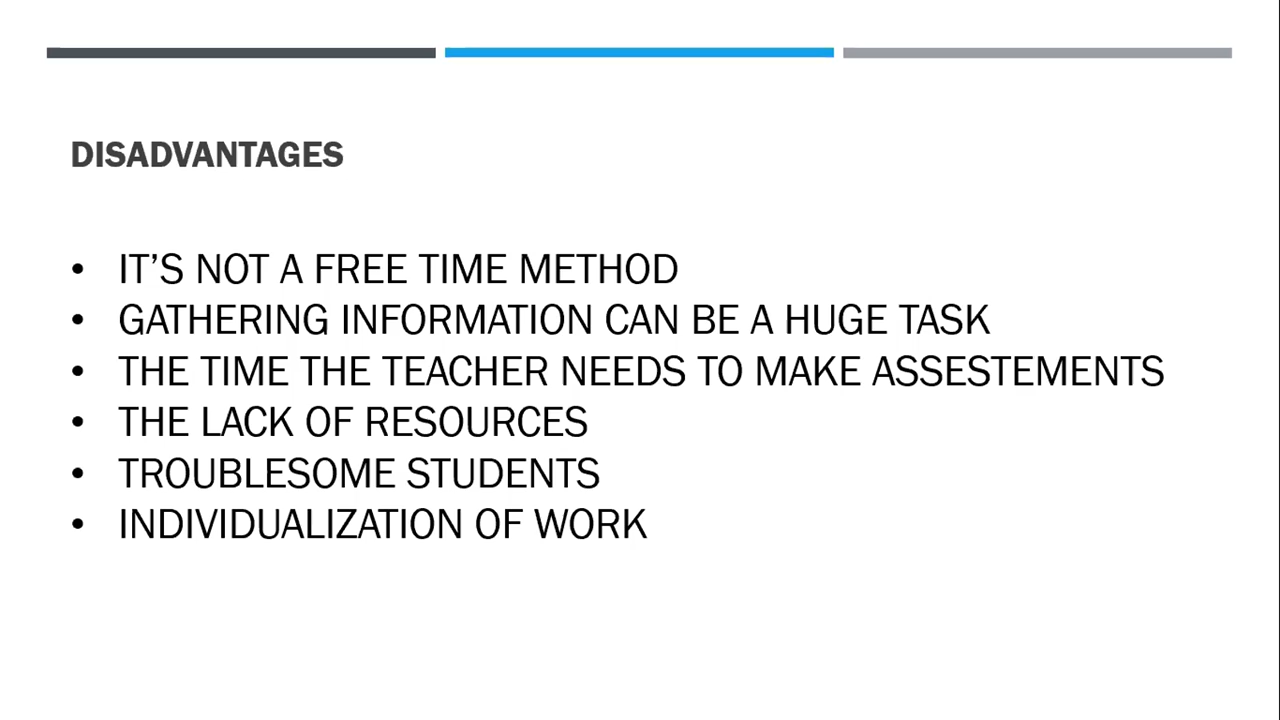 DISADVANTAGES
• IT’S NOT A FREE TIME METHOD
• GATHERING INFORMATION CAN BE A HUGE TASK
• THE TIME THE TEACHER NEEDS TO MAKE ASSESTEMENTS
• THE LACK OF RESOURCES
• TROUBLESOME STUDENTS
• INDIVIDUALIZATION OF WORK